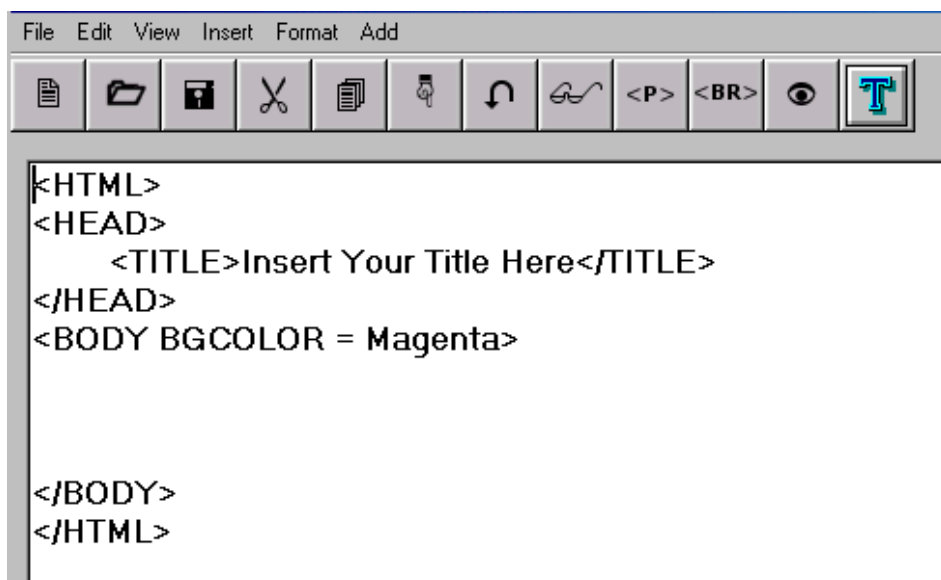 File Edit View Insert Format Add
<P> <BR> T
<HTML>
<HEAD>
<TITLE>Insert Your Title Here</TITLE>
</HEAD>
<BODY BGCOLOR = Magenta>
</BODY>
</HTML>